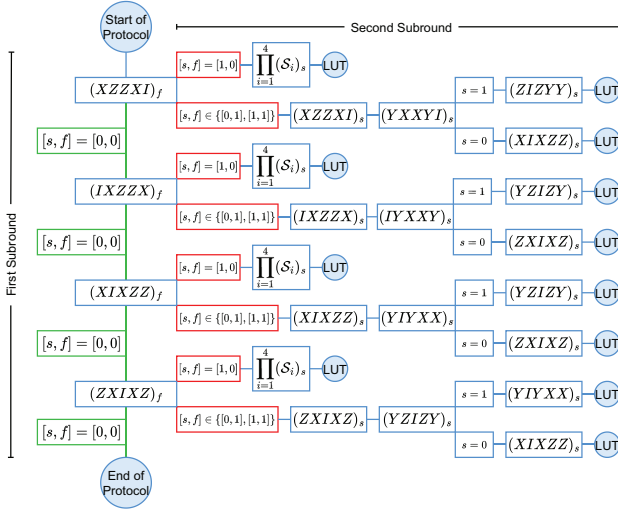 Start of
Protocol
Second Subround
First Subround
[s, f] = [1, 0]
4
∏ (S_i)_s
i=1
LUT
(XZZXI)_f
[s, f] ∈ {[0, 1], [1, 1]}
(XZZXI)_s
(YXXYI)_s
s = 1
(ZIZYY)_s
LUT
s = 0
(XIXZZ)_s
LUT
[s, f] = [0, 0]
[s, f] = [1, 0]
4
∏ (S_i)_s
i=1
LUT
(IXZZX)_f
[s, f] ∈ {[0, 1], [1, 1]}
(IXZZX)_s
(IYXXY)_s
s = 1
(YZIZY)_s
LUT
s = 0
(ZXIXZ)_s
LUT
[s, f] = [0, 0]
[s, f] = [1, 0]
4
∏ (S_i)_s
i=1
LUT
(XIXZZ)_f
[s, f] ∈ {[0, 1], [1, 1]}
(XIXZZ)_s
(YIYXX)_s
s = 1
(YZIZY)_s
LUT
s = 0
(ZXIXZ)_s
LUT
[s, f] = [0, 0]
[s, f] = [1, 0]
4
∏ (S_i)_s
i=1
LUT
(ZXIXZ)_f
[s, f] ∈ {[0, 1], [1, 1]}
(ZXIXZ)_s
(YZIZY)_s
s = 1
(YIYXX)_s
LUT
s = 0
(XIXZZ)_s
LUT
[s, f] = [0, 0]
End of
Protocol